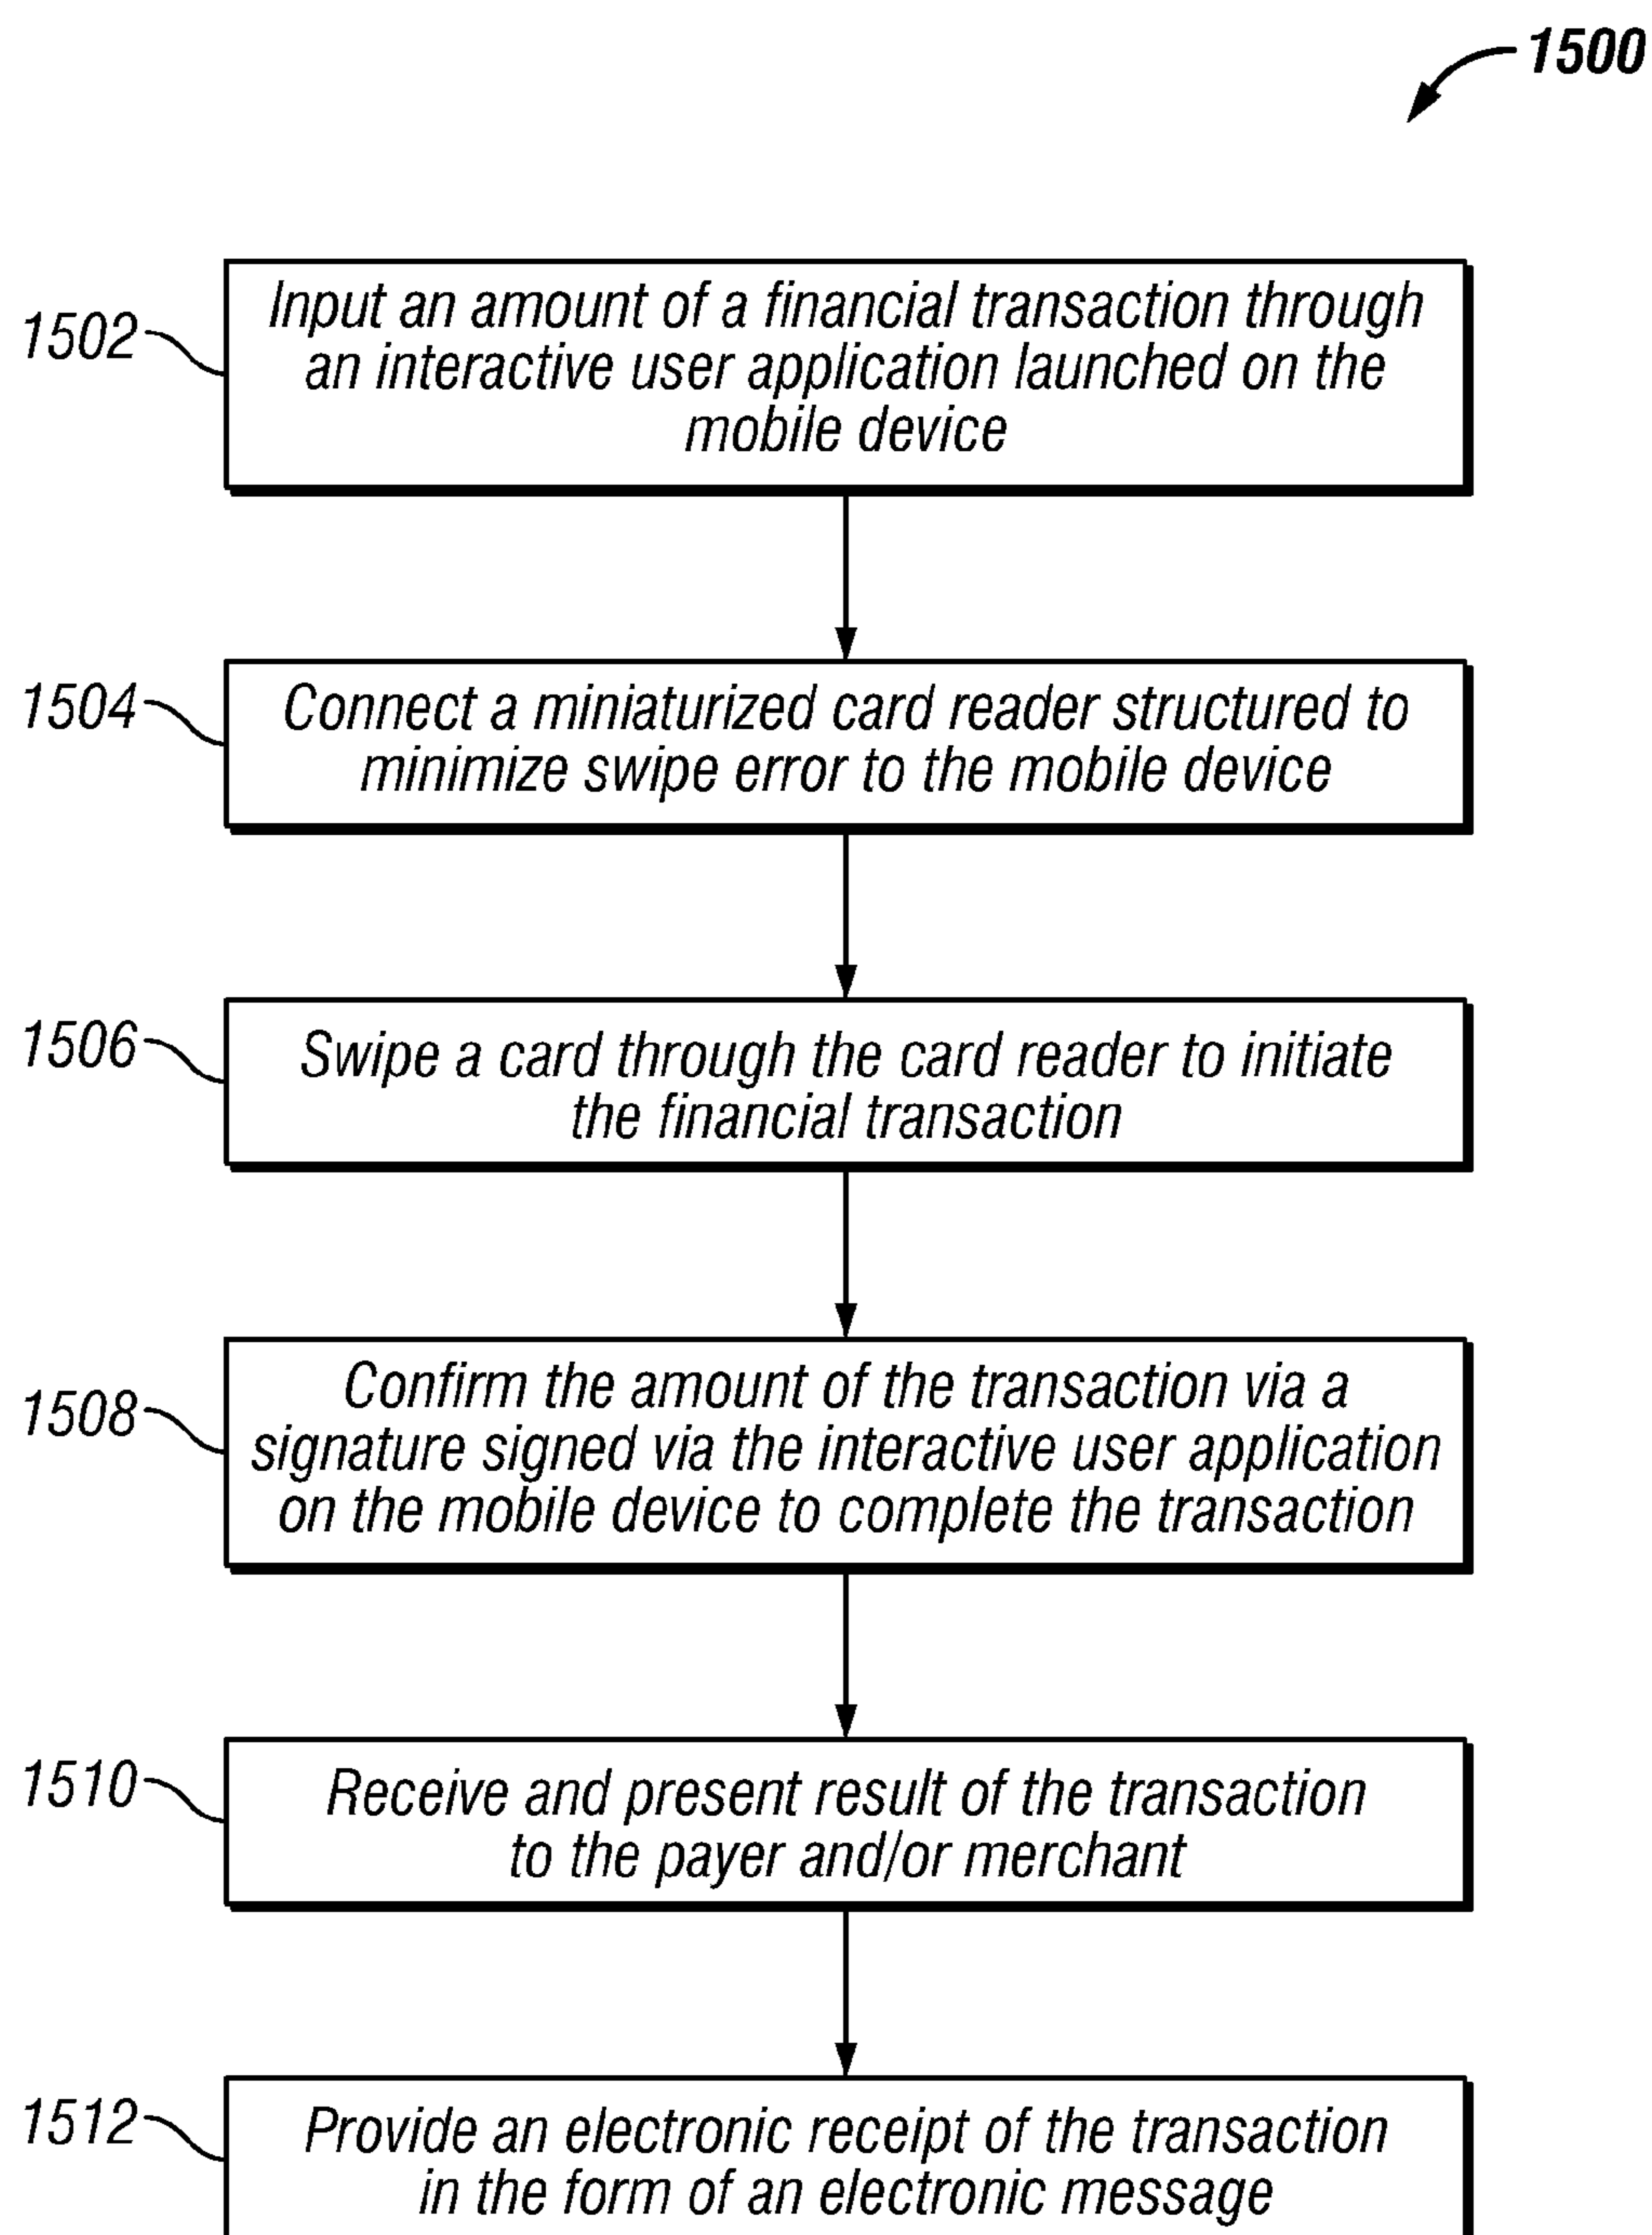 1500
1502
Input an amount of a financial transaction through
an interactive user application launched on the
mobile device
1504
Connect a miniaturized card reader structured to
minimize swipe error to the mobile device
1506
Swipe a card through the card reader to initiate
the financial transaction
1508
Confirm the amount of the transaction via a
signature signed via the interactive user application
on the mobile device to complete the transaction
1510
Receive and present result of the transaction
to the payer and/or merchant
1512
Provide an electronic receipt of the transaction
in the form of an electronic message